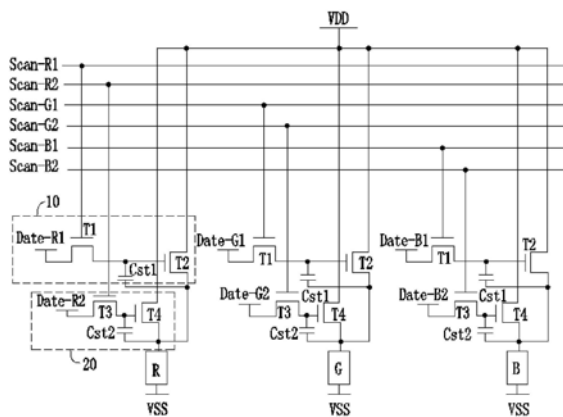 VDD
Scan-R1
Scan-R2
Scan-G1
Scan-G2
Scan-B1
Scan-B2
10
Date-R1 T1 Date-G1 T1 Date-B1 T1 T2
Cst1 T2 T2
Date-R2 Date-G2 Cst1 Date-B2 Cst1
T3 T4 T3 T4 T3 T4
Cst2 Cst2 Cst2
20 R G B
VSS VSS VSS